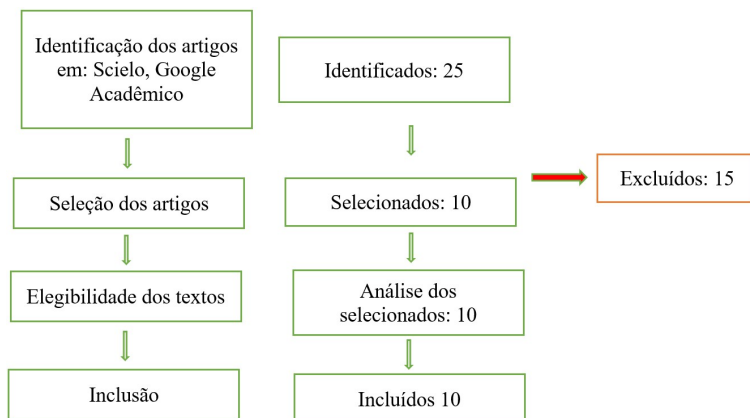 Identificação dos artigos
em: Scielo, Google
Acadêmico
Identificados: 25
Seleção dos artigos
Selecionados: 10
Excluídos: 15
Elegibilidade dos textos
Análise dos
selecionados: 10
Inclusão
Incluídos 10